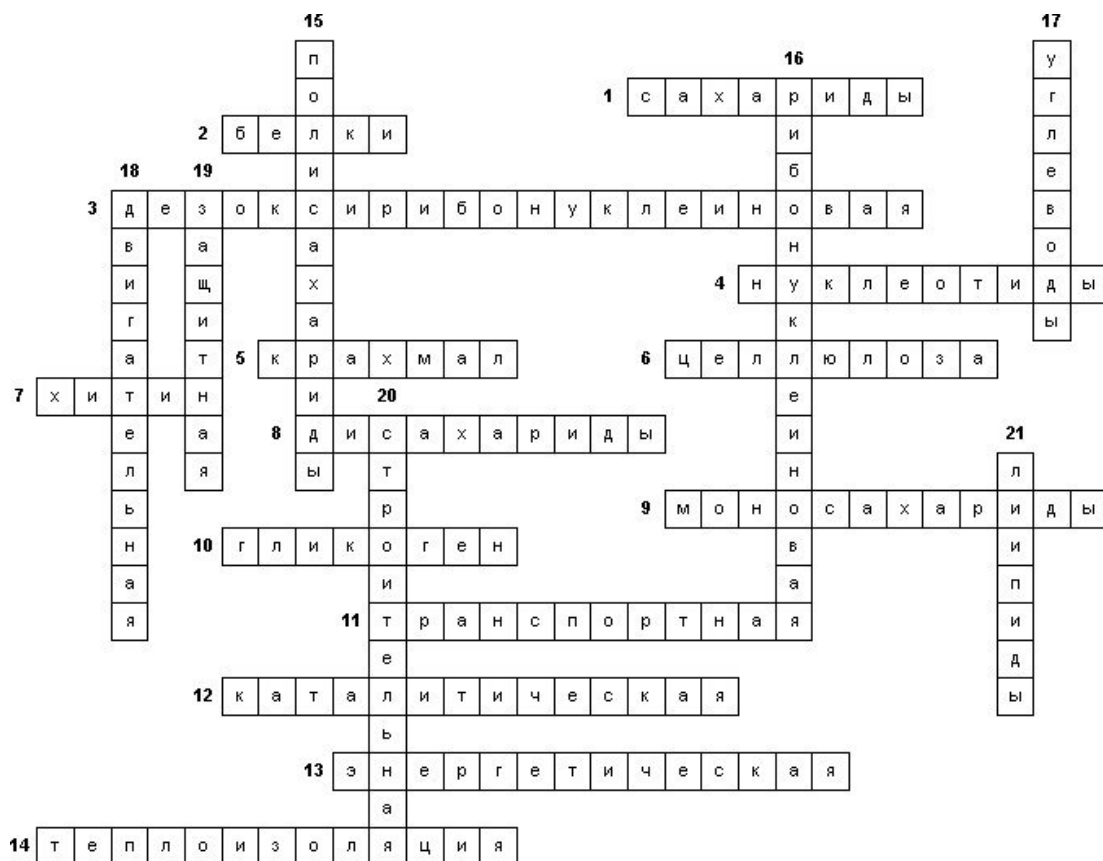 1 сахариды
2 белки
3 дезоксирибонуклеиновая
4 нуклеотиды
5 крахмал
6 целлюлоза
7 хитин
8 дисахариды
9 моносахариды
10 гликоген
11 транспортная
12 каталитическая
13 энергетическая
14 теплоизоляция
15 полисахариды
16 рибонуклеиновая
17 углеводы
18 двигательная
19 защитная
20 строительная
21 лиипиды